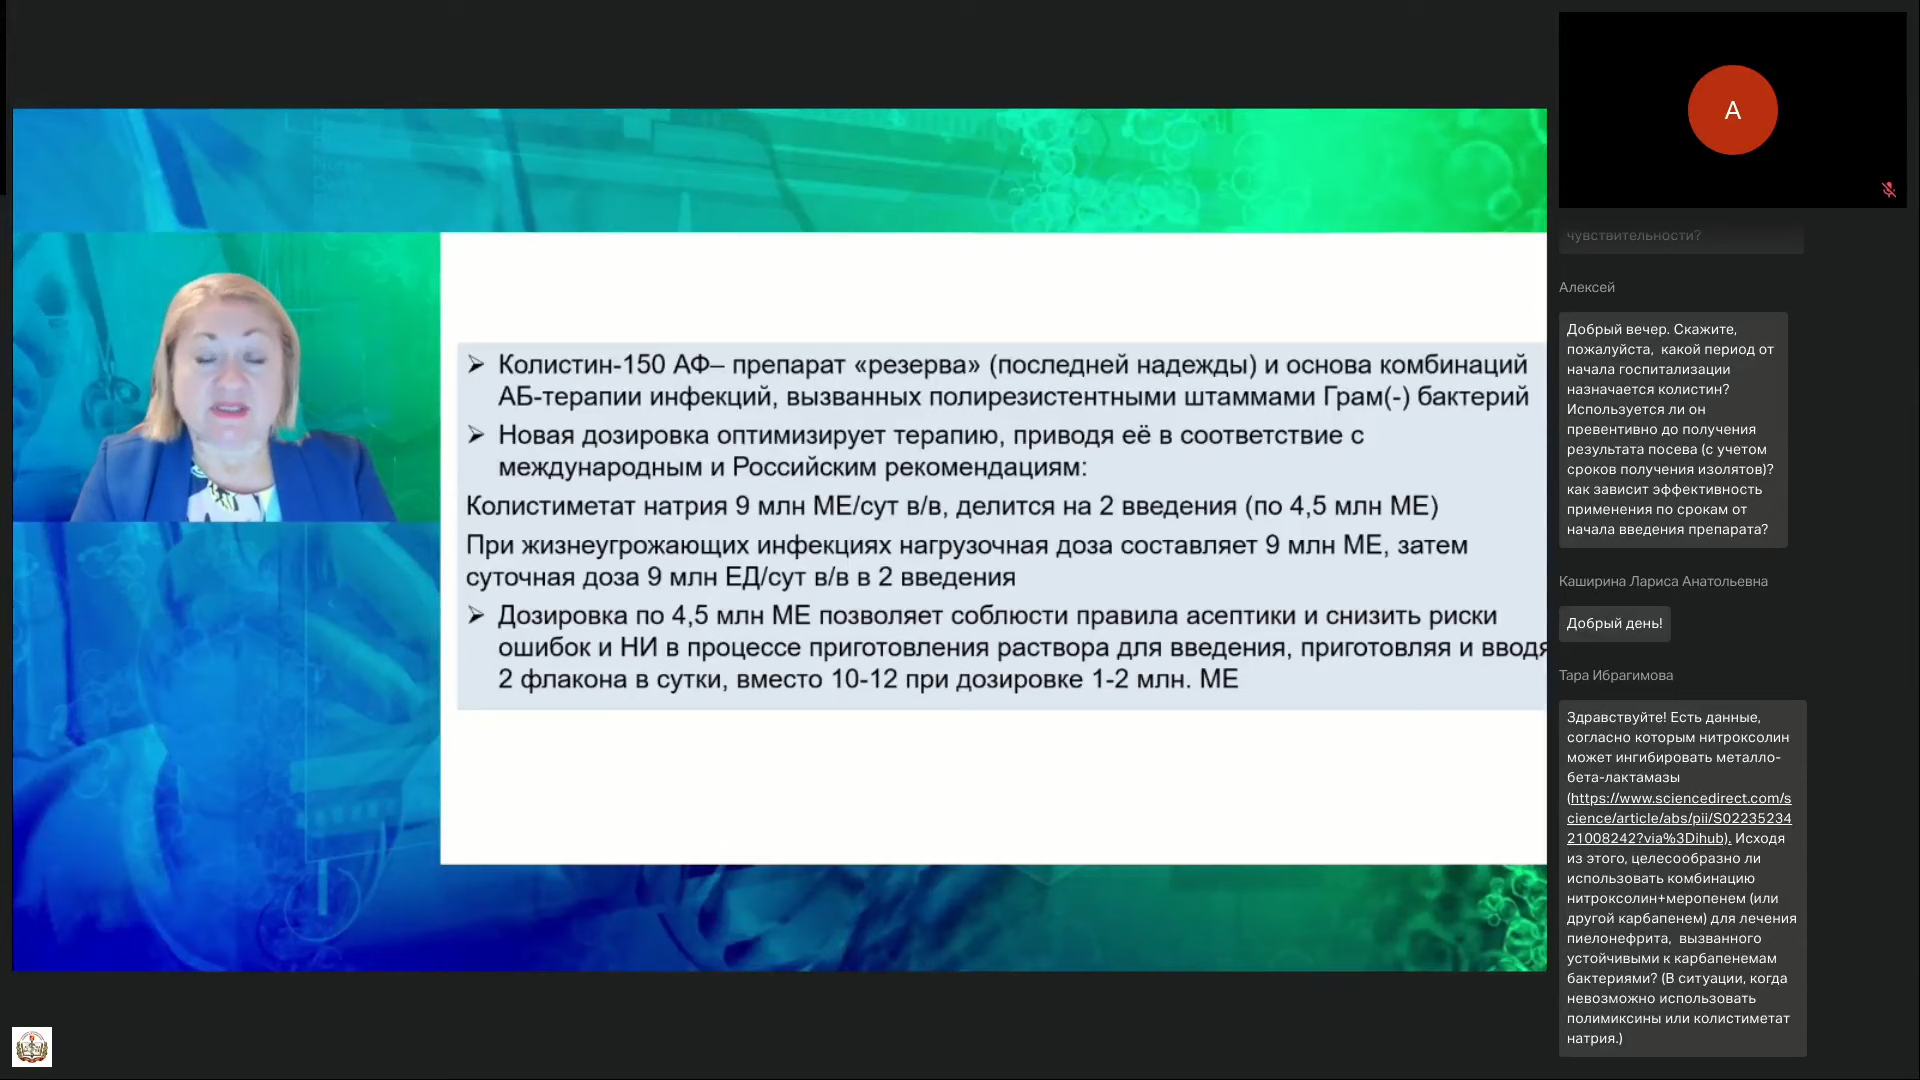 Колистин-150 АФ– препарат «резерва» (последней надежды) и основа комбинаций
АБ-терапии инфекций, вызванных полирезистентными штаммами Грам(-) бактерий
Новая дозировка оптимизирует терапию, приводя её в соответствие с
международным и Российским рекомендациям:
Колистиметат натрия 9 млн МЕ/сут в/в, делится на 2 введения (по 4,5 млн МЕ)
При жизнеугрожающих инфекциях нагрузочная доза составляет 9 млн МЕ, затем
суточная доза 9 млн ЕД/сут в/в в 2 введения
Дозировка по 4,5 млн МЕ позволяет соблюсти правила асептики и снизить риски
ошибок и НИ в процессе приготовления раствора для введения, приготовляя и вводя
2 флакона в сутки, вместо 10-12 при дозировке 1-2 млн. МЕ
А
чувствительности?
Алексей
Добрый вечер. Скажите,
пожалуйста, какой период от
начала госпитализации
назначается колистин?
Используется ли он
превентивно до получения
результата посева (с учетом
сроков получения изолятов)?
как зависит эффективность
применения по срокам от
начала введения препарата?
Каширина Лариса Анатольевна
Добрый день!
Тара Ибрагимова
Здравствуйте! Есть данные,
согласно которым нитроксолин
может ингибировать металло-
бета-лактамазы
(https://www.sciencedirect.com/s
cience/article/abs/pii/S02235234
21008242?via%3Dihub). Исходя
из этого, целесообразно ли
использовать комбинацию
нитроксолин+меропенем (или
другой карбапенем) для лечения
пиелонефрита, вызванного
устойчивыми к карбапенемам
бактериями? (В ситуации, когда
невозможно использовать
полимиксины или колистиметат
натрия.)